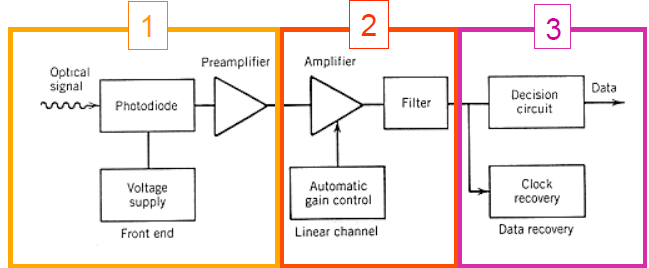 1
2
3
Optical
signal
Preamplifier
Photodiode
Voltage
supply
Front end
Amplifier
Filter
Automatic
gain control
Linear channel
Decision
circuit
Data
Clock
recovery
Data recovery